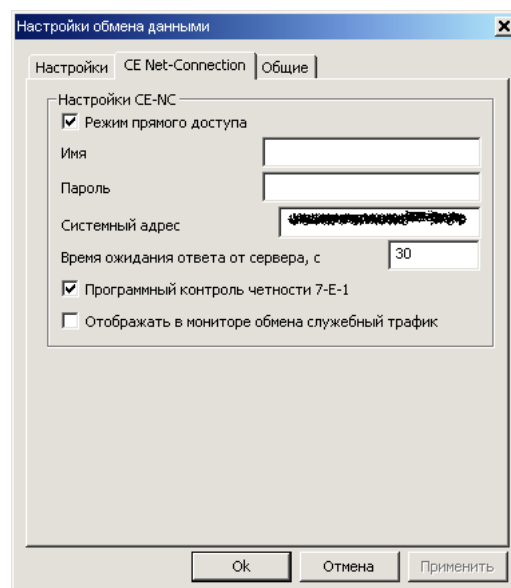 Настройки обмена данными
Настройки CE Net-Connection Общие
Настройки CE-NC
Режим прямого доступа
Имя
Пароль
Системный адрес
Время ожидания ответа от сервера, с 30
Программный контроль четности 7-Е-1
Отображать в мониторе обмена служебный трафик
Ok Отмена Применить